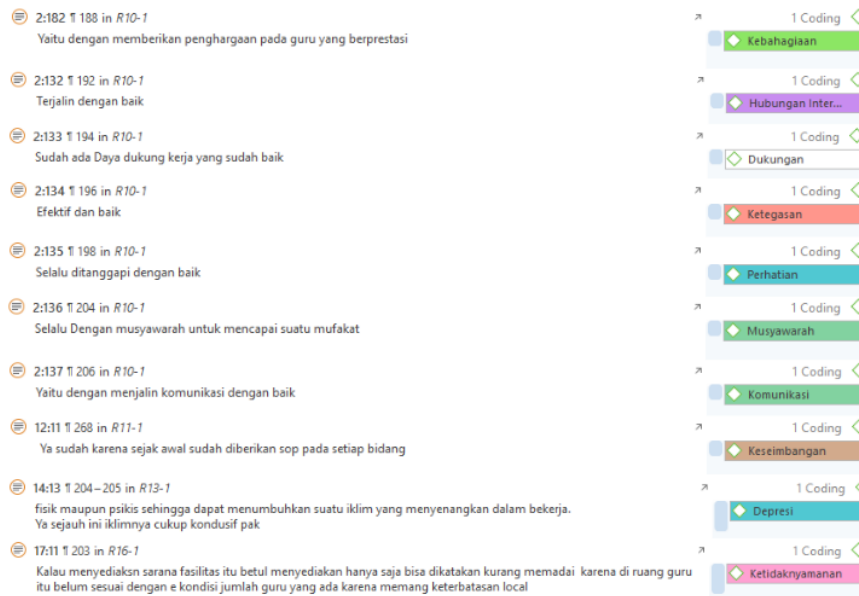 2:182 ¶ 188 in R10-1
1 Coding
Yaitu dengan memberikan penghargaan pada guru yang berprestasi
Kebahagiaan
2:132 ¶ 192 in R10-1
1 Coding
Terjalin dengan baik
Hubungan Inter...
2:133 ¶ 194 in R10-1
1 Coding
Sudah ada Daya dukung kerja yang sudah baik
Dukungan
2:134 ¶ 196 in R10-1
1 Coding
Efektif dan baik
Ketegasan
2:135 ¶ 198 in R10-1
1 Coding
Selalu ditanggapi dengan baik
Perhatian
2:136 ¶ 204 in R10-1
1 Coding
Selalu Dengan musyawarah untuk mencapai suatu mufakat
Musyawarah
2:137 ¶ 206 in R10-1
1 Coding
Yaitu dengan menjalin komunikasi dengan baik
Komunikasi
12:11 ¶ 268 in R11-1
1 Coding
Ya sudah karena sejak awal sudah diberikan sop pada setiap bidang
Keseimbangan
14:13 ¶ 204–205 in R13-1
1 Coding
fisik maupun psikis sehingga dapat menumbuhkan suatu iklim yang menyenangkan dalam bekerja.
Ya sejauh ini iklimnya cukup kondusif pak
Depresi
17:11 ¶ 203 in R16-1
1 Coding
Kalau menyediaksn sarana fasilitas itu betul menyediakan hanya saja bisa dikatakan kurang memadai karena di ruang guru
itu belum sesuai dengan e kondisi jumlah guru yang ada karena memang keterbatasan local
Ketidaknyamanan